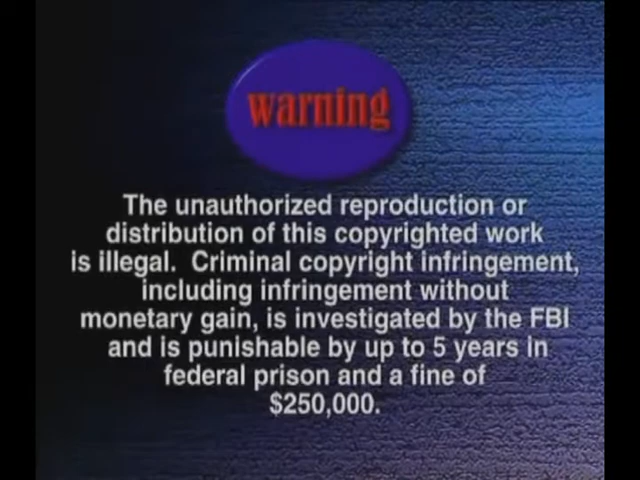 warning
The unauthorized reproduction or
distribution of this copyrighted work
is illegal.  Criminal copyright infringement,
including infringement without
monetary gain, is investigated by the FBI
and is punishable by up to 5 years in
federal prison and a fine of
$250,000.